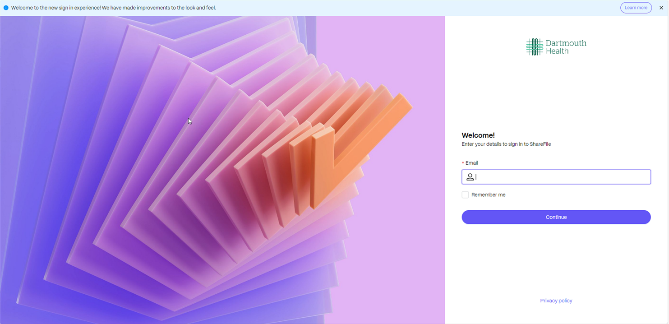 Welcome to the new sign in experience! We have made improvements to the look and feel.
Learn more
Dartmouth
Health
Welcome!
Enter your details to sign in to ShareFile
* Email
Remember me
Continue
Privacy policy